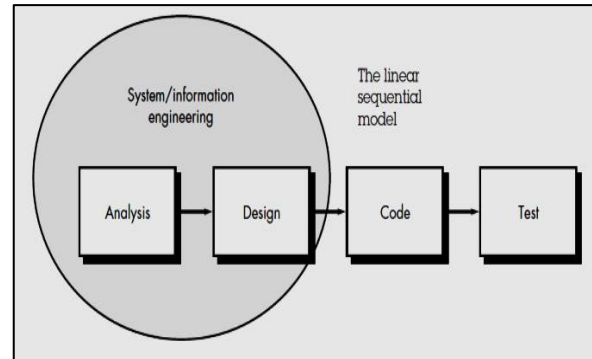 System/information
engineering
The linear
sequential
model
Analysis
Design
Code
Test